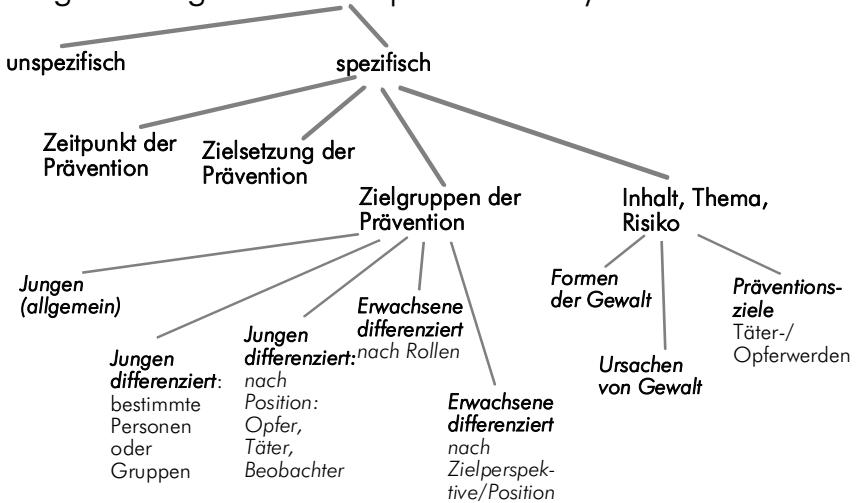 unspezifisch
spezifisch
Zeitpunkt der
Prävention
Zielsetzung der
Prävention
Zielgruppen der
Prävention
Inhalt, Thema,
Risiko
Jungen
(allgemein)
Jungen
differenziert:
bestimmte
Personen
oder
Gruppen
Jungen
differenziert:
nach
Position:
Opfer,
Täter,
Beobachter
Erwachsene
differenziert
nach Rollen
Erwachsene
differenziert
nach
Zielperspek-
tive/Position
Formen
der Gewalt
Ursachen
von Gewalt
Präventions-
ziele
Täter-/
Opferwerden